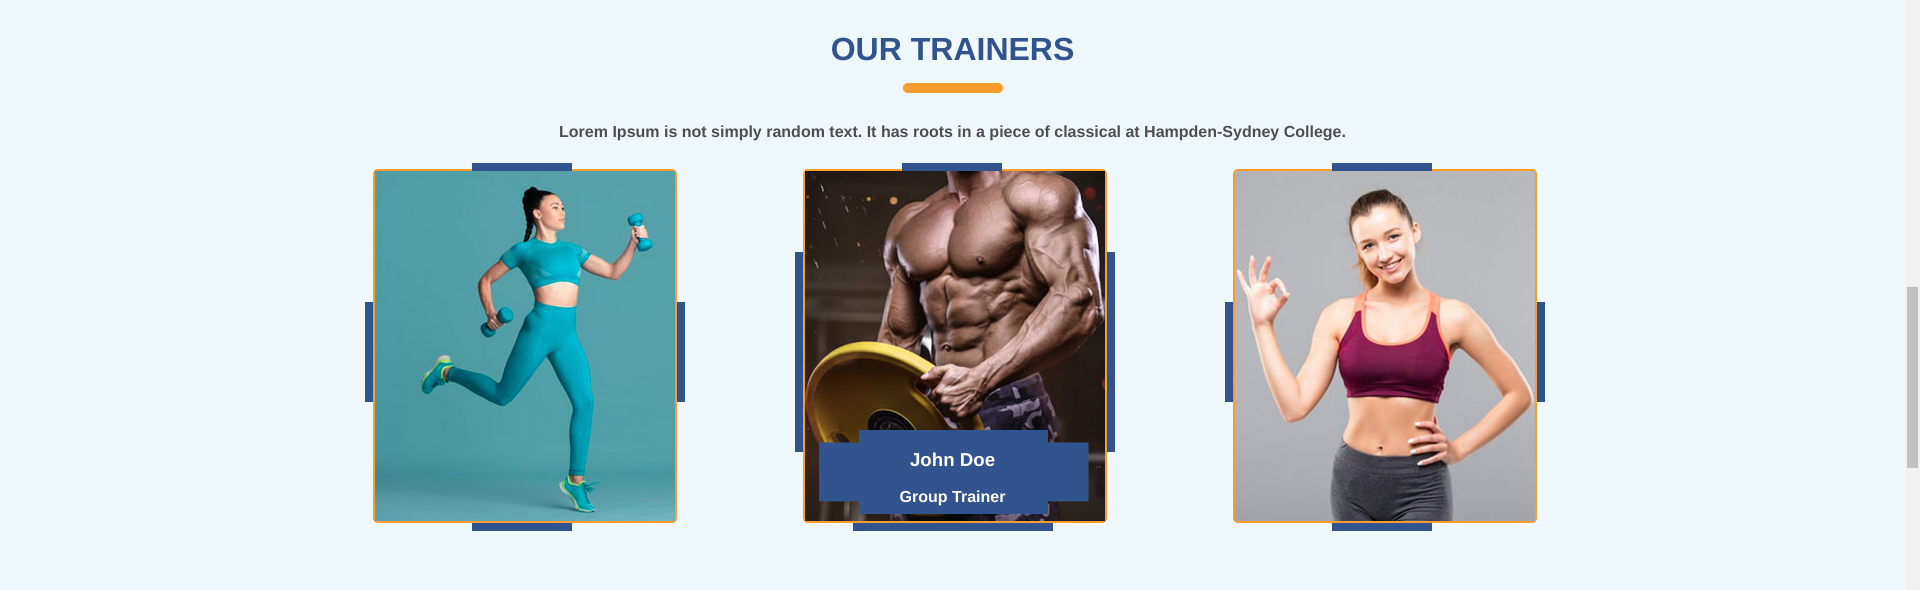 OUR TRAINERS
Lorem Ipsum is not simply random text. It has roots in a piece of classical at Hampden-Sydney College.
John Doe
Group Trainer